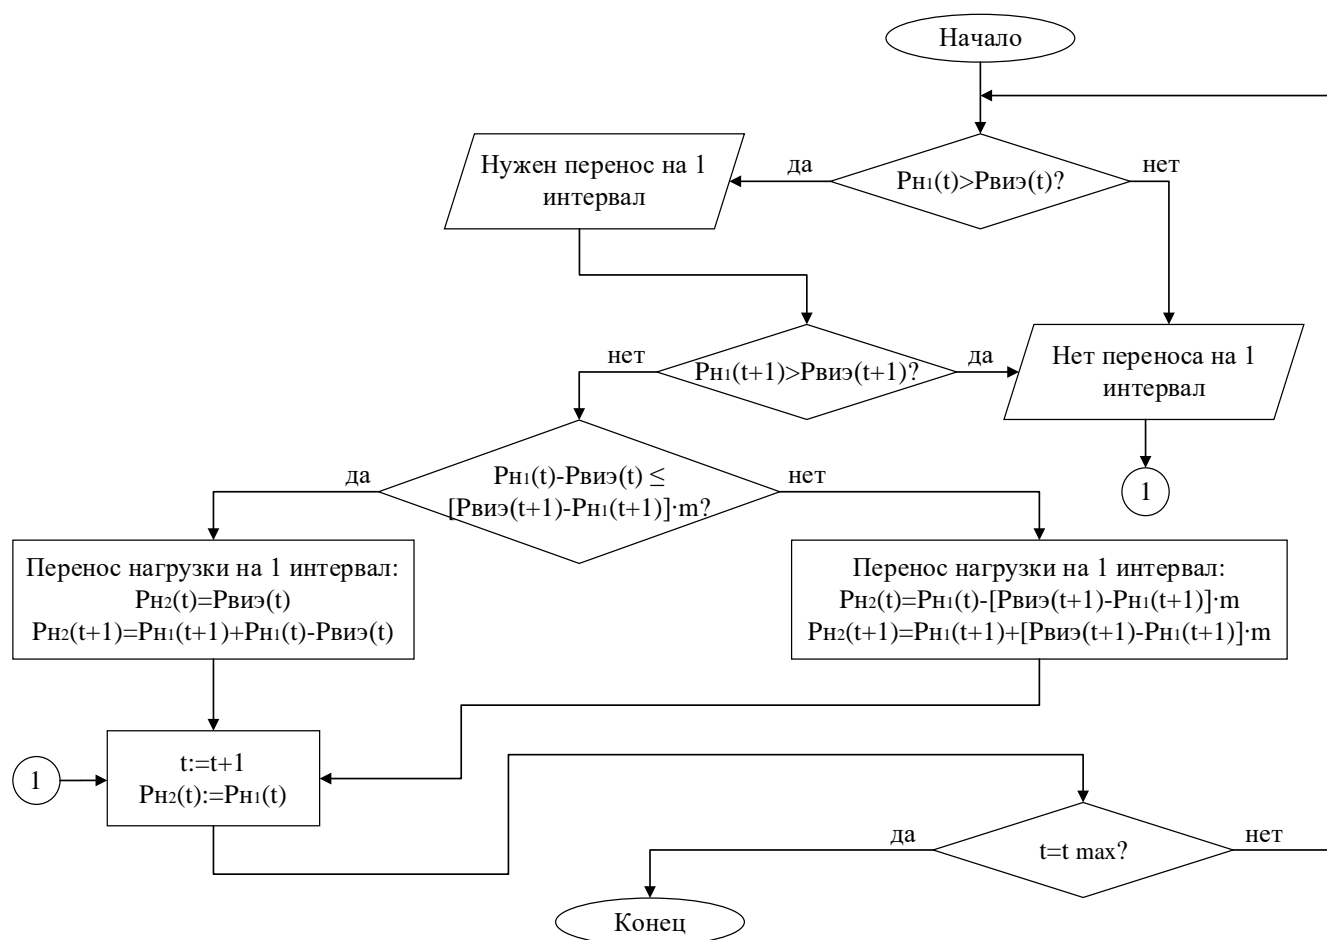 Начало
Нужен перенос на 1
интервал
да
Pн₁(t)>Pвиэ(t)?
нет
нет
Pн₁(t+1)>Pвиэ(t+1)?
да
Нет переноса на 1
интервал
1
да
Pн₁(t)-Pвиэ(t) ≤
[Pвиэ(t+1)-Pн₁(t+1)]·m?
нет
Перенос нагрузки на 1 интервал:
Pн₂(t)=Pвиэ(t)
Pн₂(t+1)=Pн₁(t+1)+Pн₁(t)-Pвиэ(t)
Перенос нагрузки на 1 интервал:
Pн₂(t)=Pн₁(t)-[Pвиэ(t+1)-Pн₁(t+1)]·m
Pн₂(t+1)=Pн₁(t+1)+[Pвиэ(t+1)-Pн₁(t+1)]·m
1
t:=t+1
Pн₂(t):=Pн₁(t)
да
t=t max?
нет
Конец